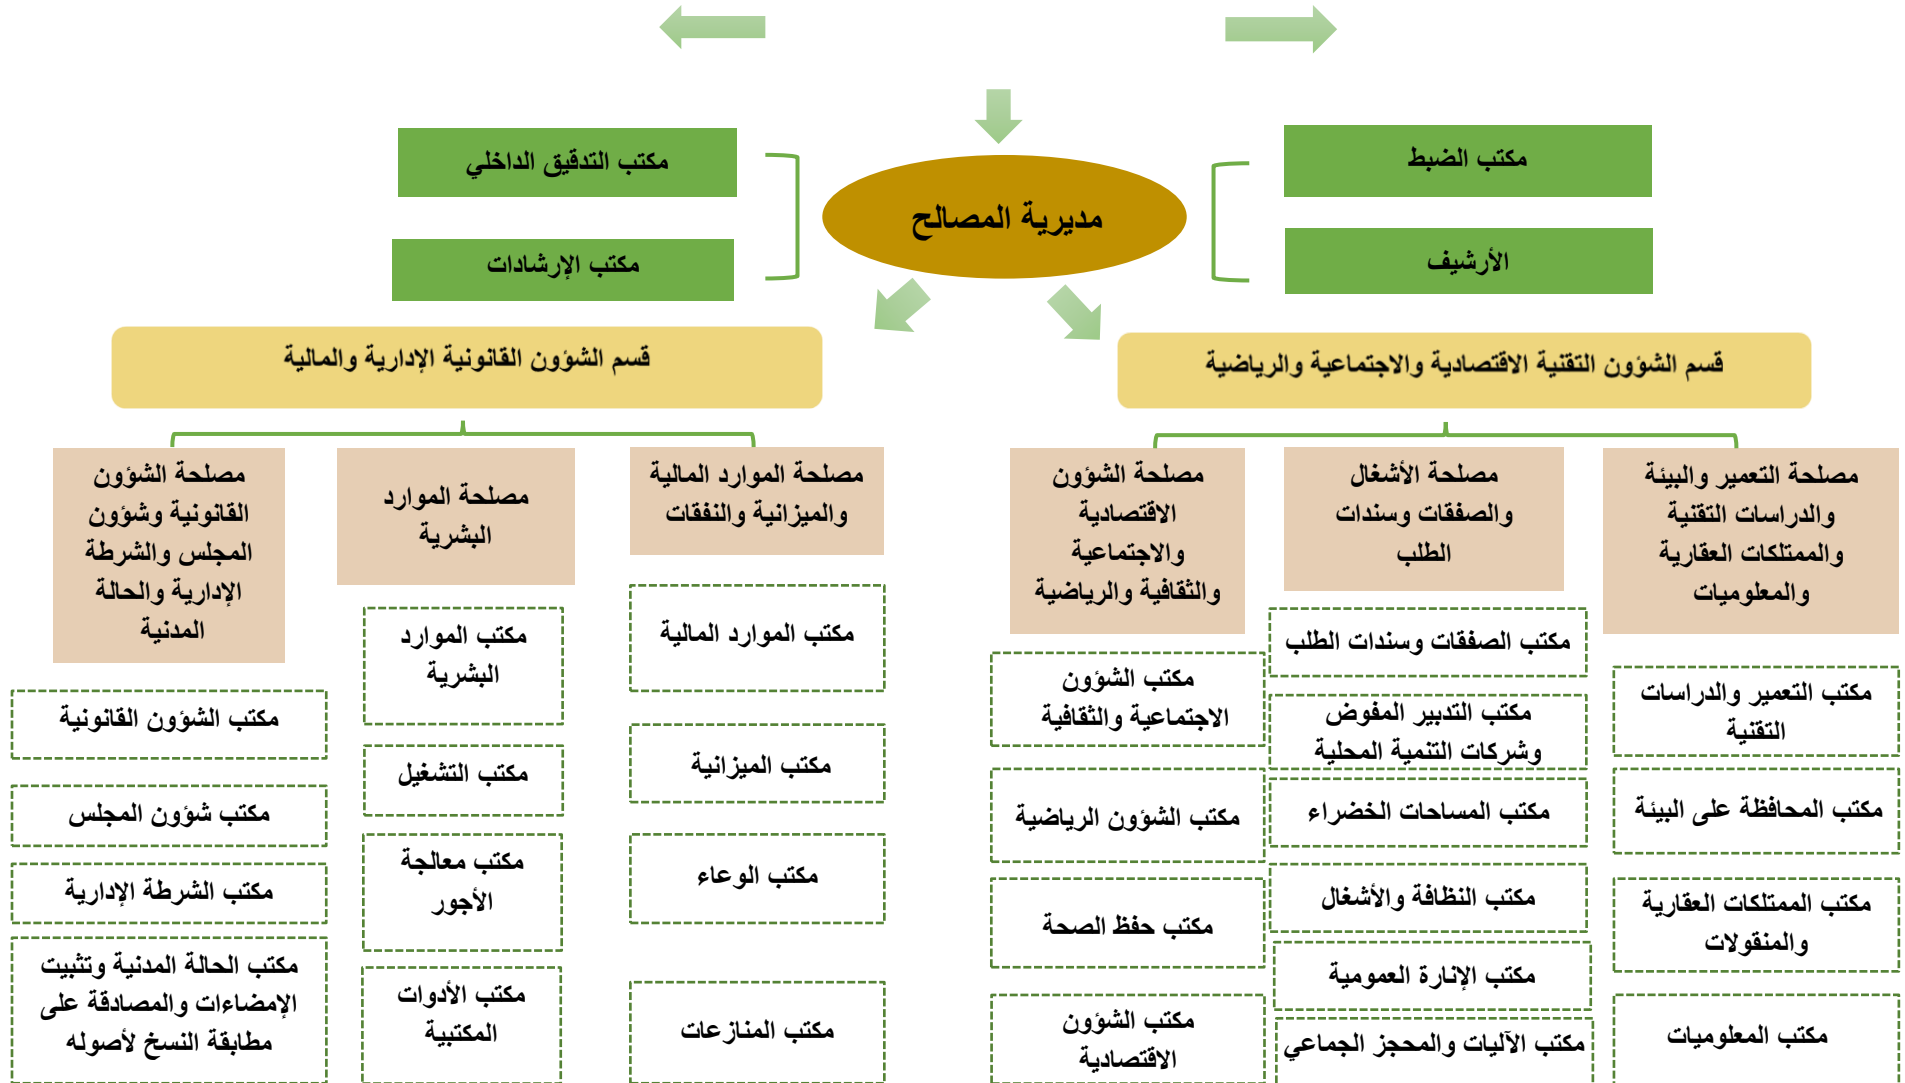 مكتب الضبط
مكتب التدقيق الداخلي
مديرية المصالح
الأرشيف
مكتب الإرشادات
قسم الشؤون التقنية الاقتصادية والاجتماعية والرياضية
قسم الشؤون القانونية الإدارية والمالية
مصلحة التعمير والبيئة
والدراسات التقنية
والممتلكات العقارية
والمعلوميات
مكتب التعمير والدراسات
التقنية
مكتب المحافظة على البيئة
مكتب الممتلكات العقارية
والمنقولات
مكتب المعلوميات
مصلحة الأشغال
والصفقات وسندات
الطلب
مكتب الصفقات وسندات الطلب
مكتب التدبير المفوض
وشركات التنمية المحلية
مكتب المساحات الخضراء
مكتب النظافة والأشغال
مكتب الإنارة العمومية
مكتب الآليات والمحجز الجماعي
مصلحة الشؤون
الاقتصادية
والاجتماعية
والثقافية والرياضية
مكتب الشؤون
الاجتماعية والثقافية
مكتب الشؤون الرياضية
مكتب حفظ الصحة
مكتب الشؤون
الاقتصادية
مصلحة الموارد المالية
والميزانية والنفقات
مكتب الموارد المالية
مكتب الميزانية
مكتب الوعاء
مكتب المنازعات
مصلحة الموارد
البشرية
مكتب الموارد
البشرية
مكتب التشغيل
مكتب معالجة
الأجور
مكتب الأدوات
المكتبية
مصلحة الشؤون
القانونية وشؤون
المجلس والشرطة
الإدارية والحالة
المدنية
مكتب الشؤون القانونية
مكتب شؤون المجلس
مكتب الشرطة الإدارية
مكتب الحالة المدنية وتثبيت
الإمضاءات والمصادقة على
مطابقة النسخ لأصوله